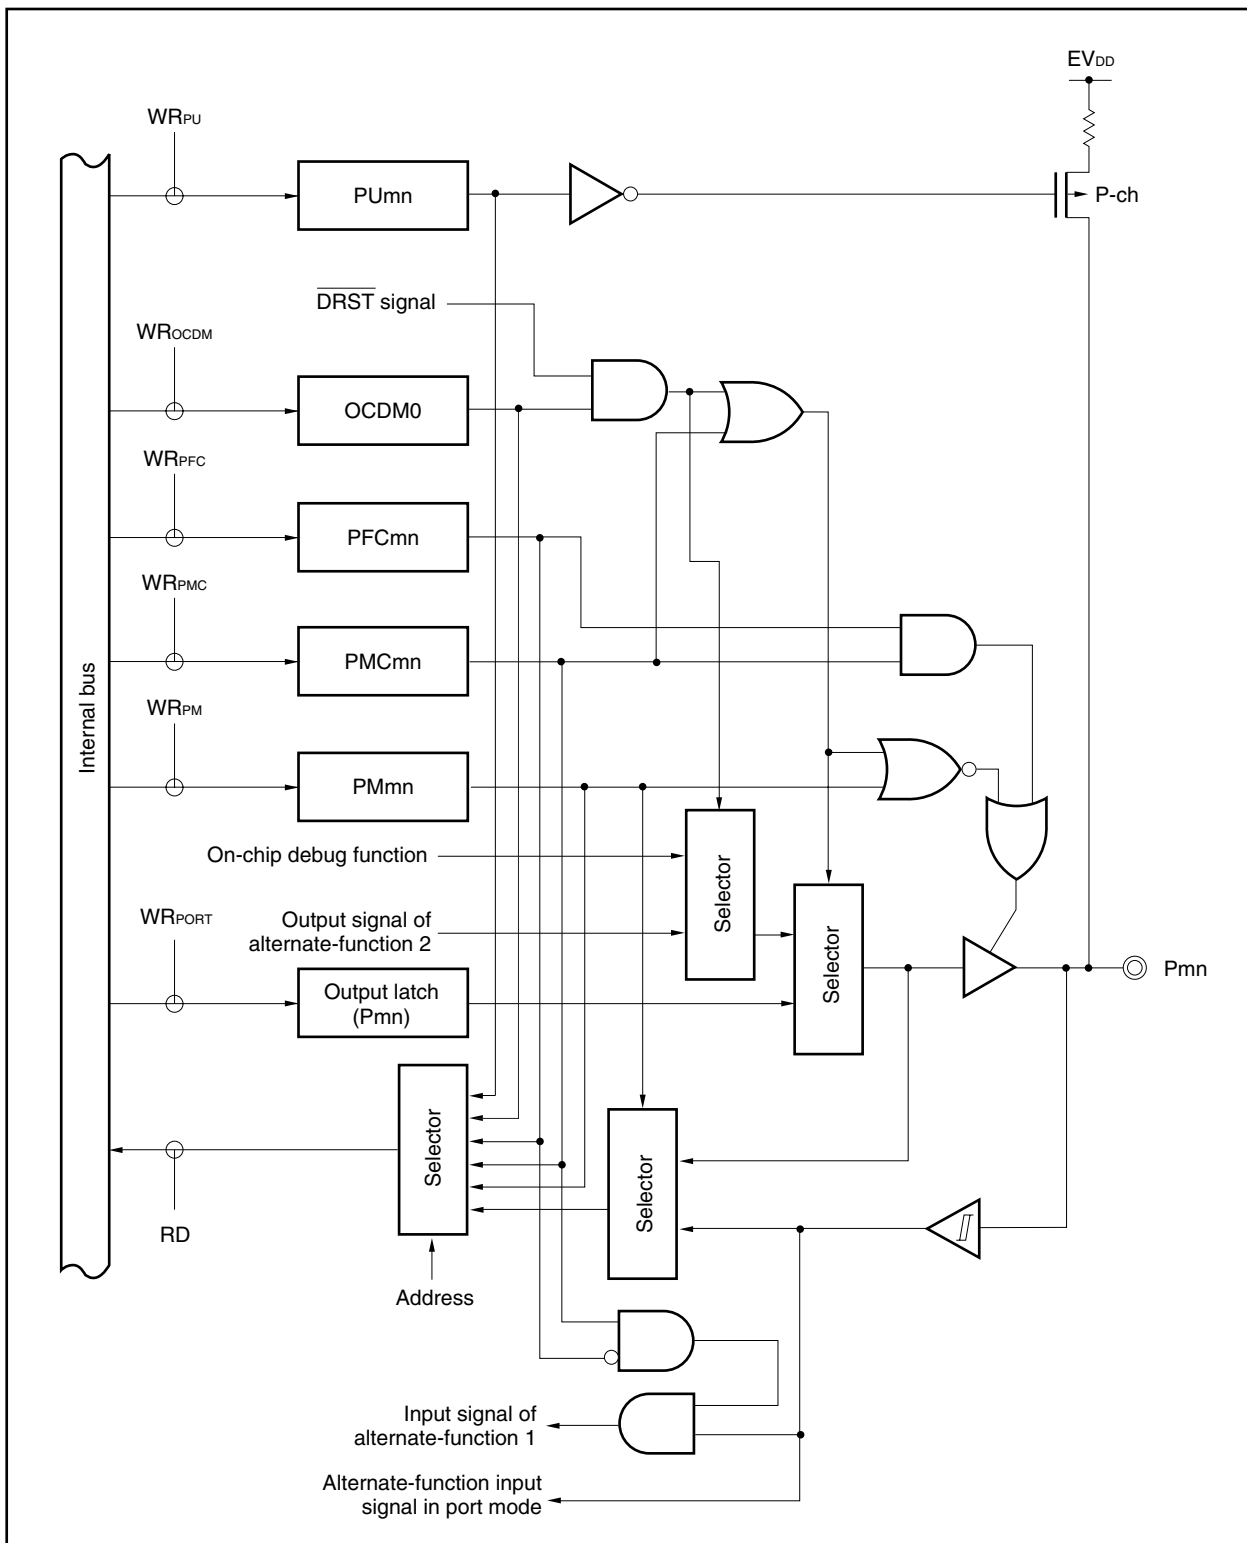 EVDD
WRPU
PUmn
P-ch
DRST signal
WROCDM
OCDM0
WRPFC
PFCmn
WRPMC
PMCmn
Internal bus
WRPM
PMmn
On-chip debug function
Selector
WRPORT
Output signal of
alternate-function 2
Selector
Pmn
Output latch
(Pmn)
Selector
Selector
RD
Address
Input signal of
alternate-function 1
Alternate-function input
signal in port mode